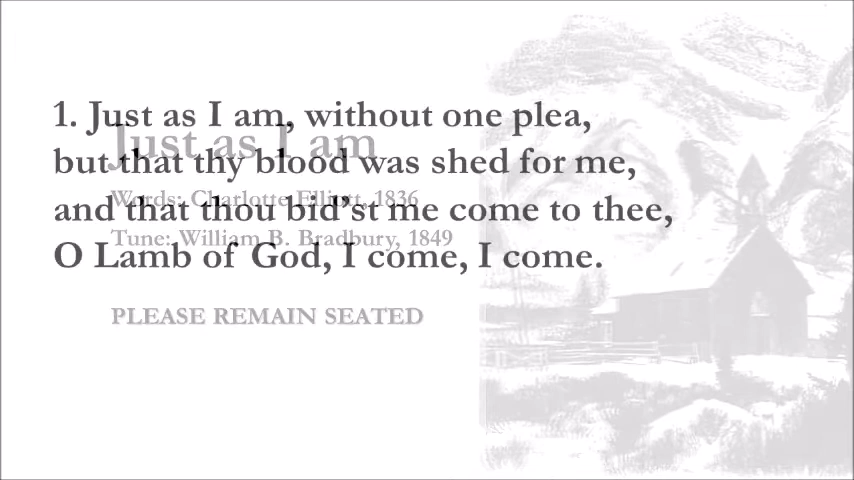 1. Just as I am, without one plea,
but that thy blood was shed for me,
and that thou bid'st me come to thee,
O Lamb of God, I come, I come.
Just as I am
Words: Charlotte Elliott, 1836
Tune: William B. Bradbury, 1849
PLEASE REMAIN SEATED